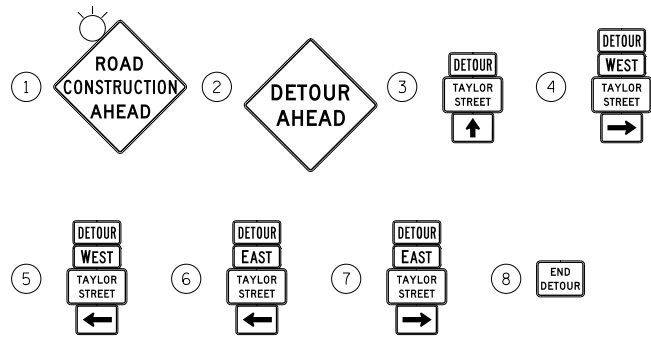 1
ROAD
CONSTRUCTION
AHEAD
2
DETOUR
AHEAD
3
DETOUR
TAYLOR
STREET
4
DETOUR
WEST
TAYLOR
STREET
5
DETOUR
WEST
TAYLOR
STREET
6
DETOUR
EAST
TAYLOR
STREET
7
DETOUR
EAST
TAYLOR
STREET
8
END
DETOUR